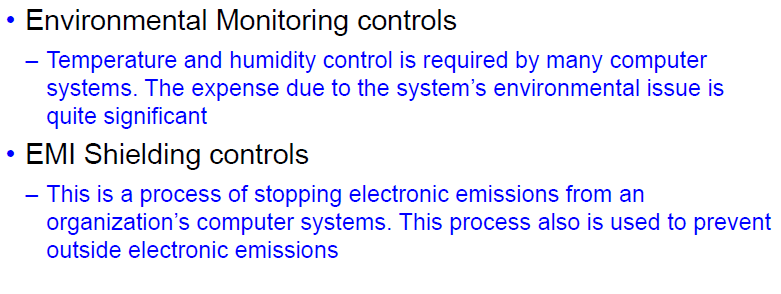 • Environmental Monitoring controls
– Temperature and humidity control is required by many computer
systems. The expense due to the system’s environmental issue is
quite significant
• EMI Shielding controls
– This is a process of stopping electronic emissions from an
organization’s computer systems. This process also is used to prevent
outside electronic emissions